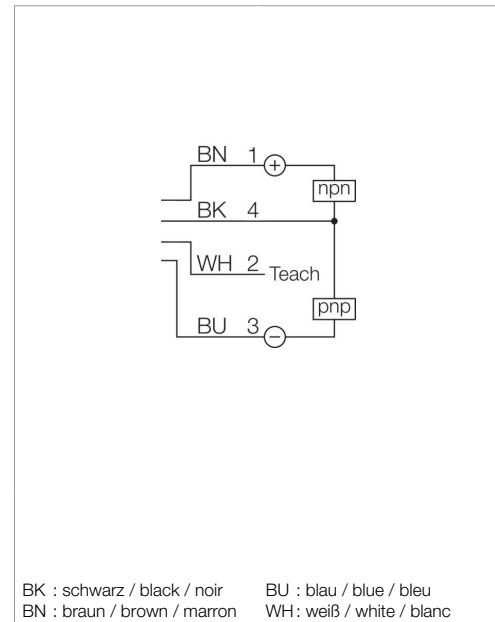 BN 1 +
npn
BK 4
WH 2 Teach
pnp
BU 3 −
BK : schwarz / black / noir BU : blau / blue / bleu
BN : braun / brown / marron WH : weiß / white / blanc